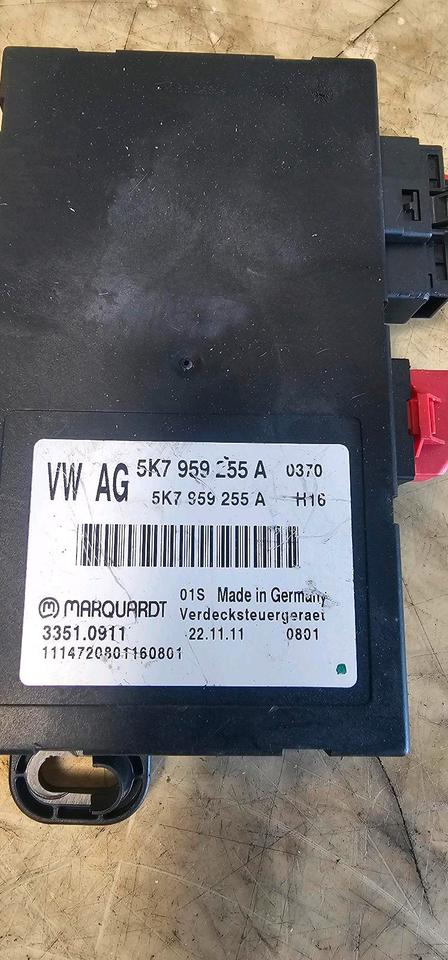 VW AG 5K7 959 255 A 0370
5K7 959 255 A H16
MARQUARDT 01S Made in Germany
Verdecksteuergeraet
3351.0911 22.11.11 0801
1114720801160801